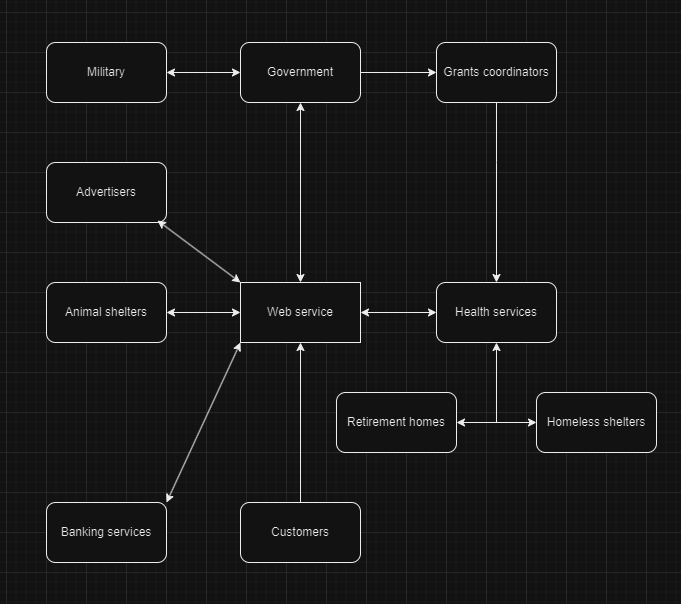 Military
Government
Grants coordinators
Advertisers
Animal shelters
Web service
Health services
Retirement homes
Homeless shelters
Banking services
Customers